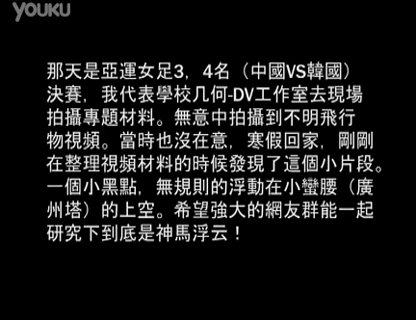 YOUKU
那天是亞運女足3，4名（中國VS韓國）
決賽，我代表學校几何-DV工作室去現場
拍攝專題材料。無意中拍攝到不明飛行
物視頻。當時也沒在意，寒假回家，剛剛
在整理視頻材料的時候發現了這個小片段。
一個小黑點，無規則的浮動在小蠻腰（廣
州塔）的上空。希望強大的網友群能一起
研究下到底是神馬浮云！